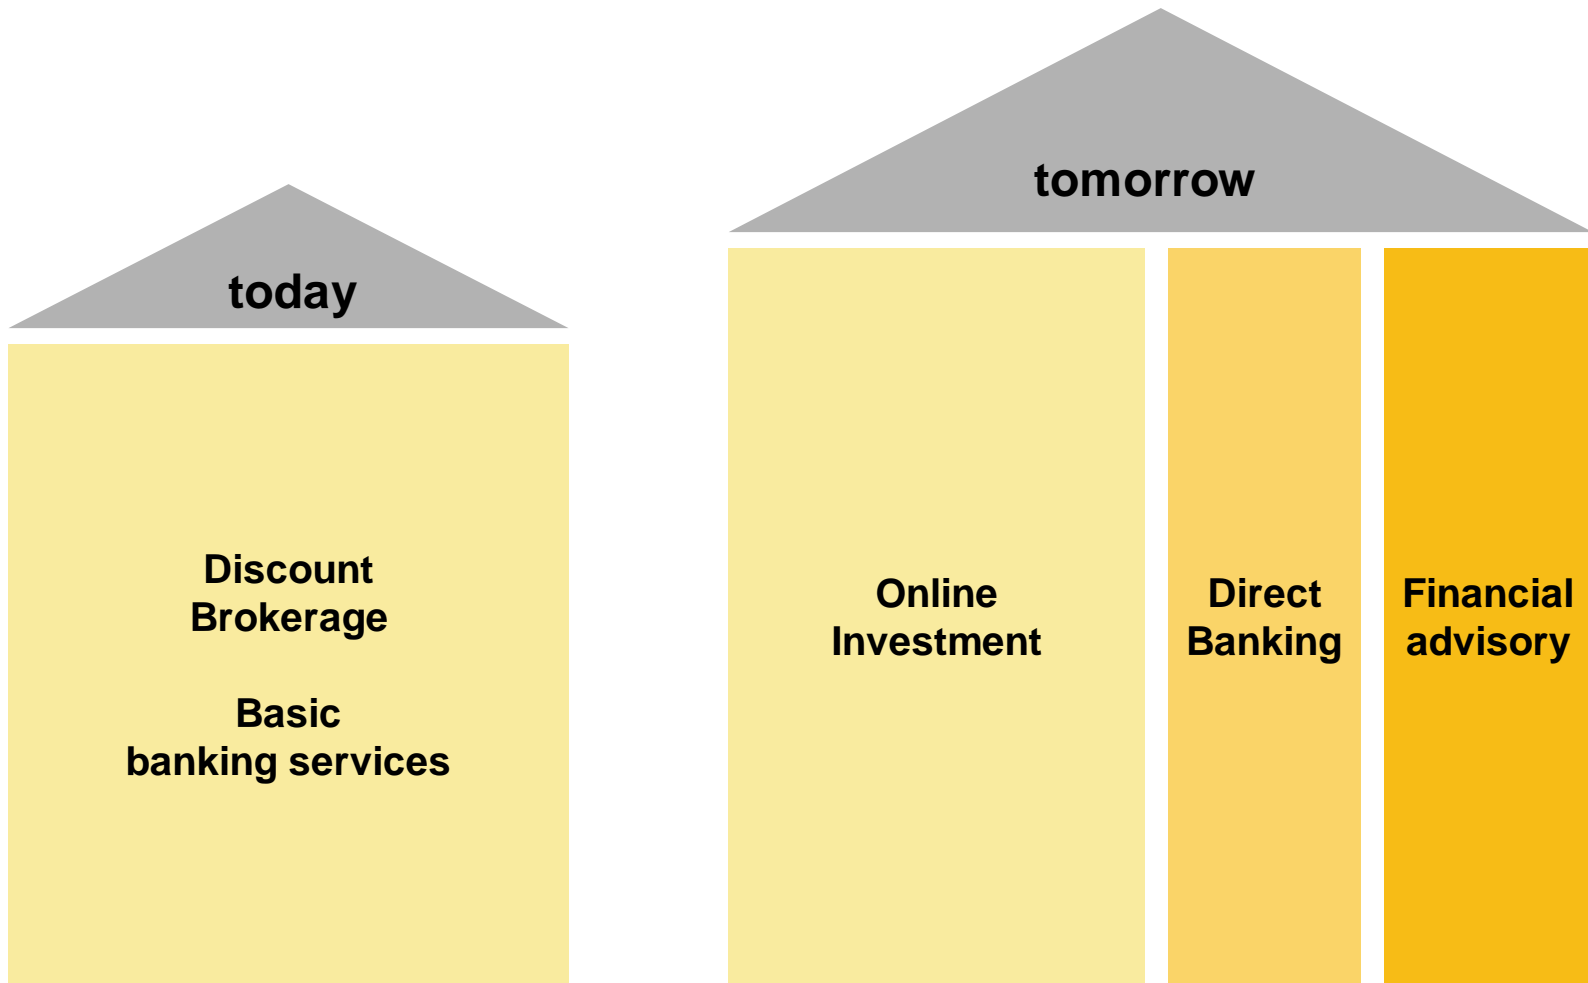 today
Discount
Brokerage
Basic
banking services
tomorrow
Online
Investment
Direct
Banking
Financial
advisory